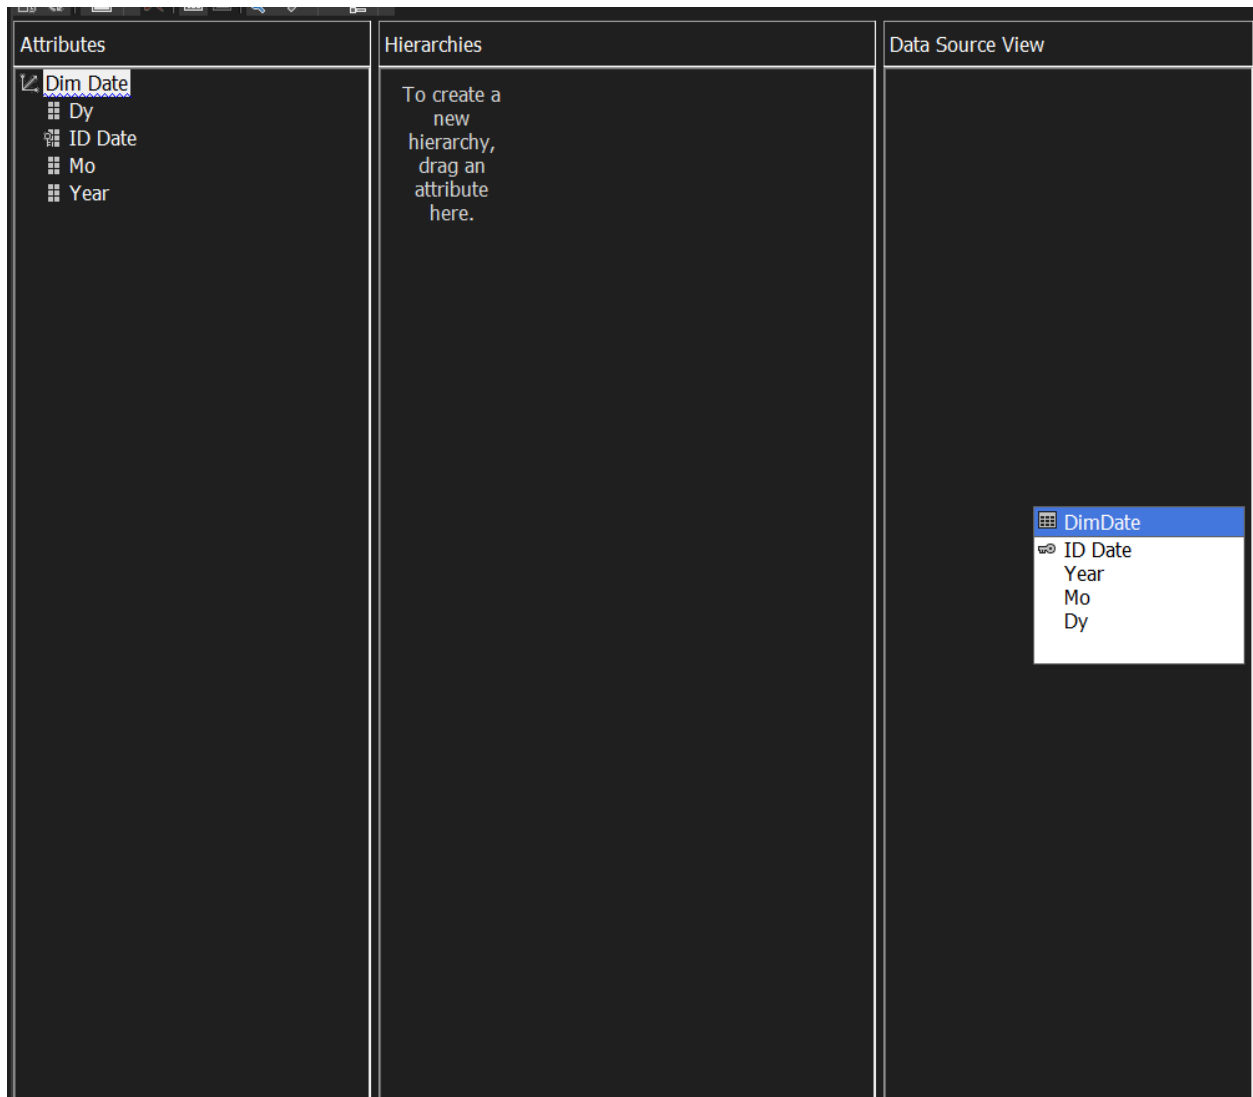 Attributes
Dim Date
Dy
ID Date
Mo
Year
Hierarchies
To create a
new
hierarchy,
drag an
attribute
here.
Data Source View
DimDate
ID Date
Year
Mo
Dy